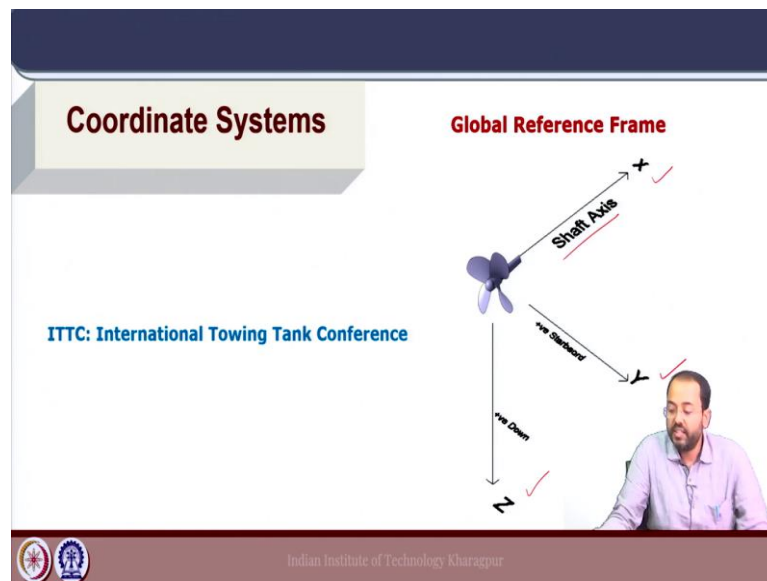 Coordinate Systems
Global Reference Frame
X
Shaft Axis
ITTC: International Towing Tank Conference
+ve Starbaord
Y
+ve Down
Z
Indian Institute of Technology Kharagpur